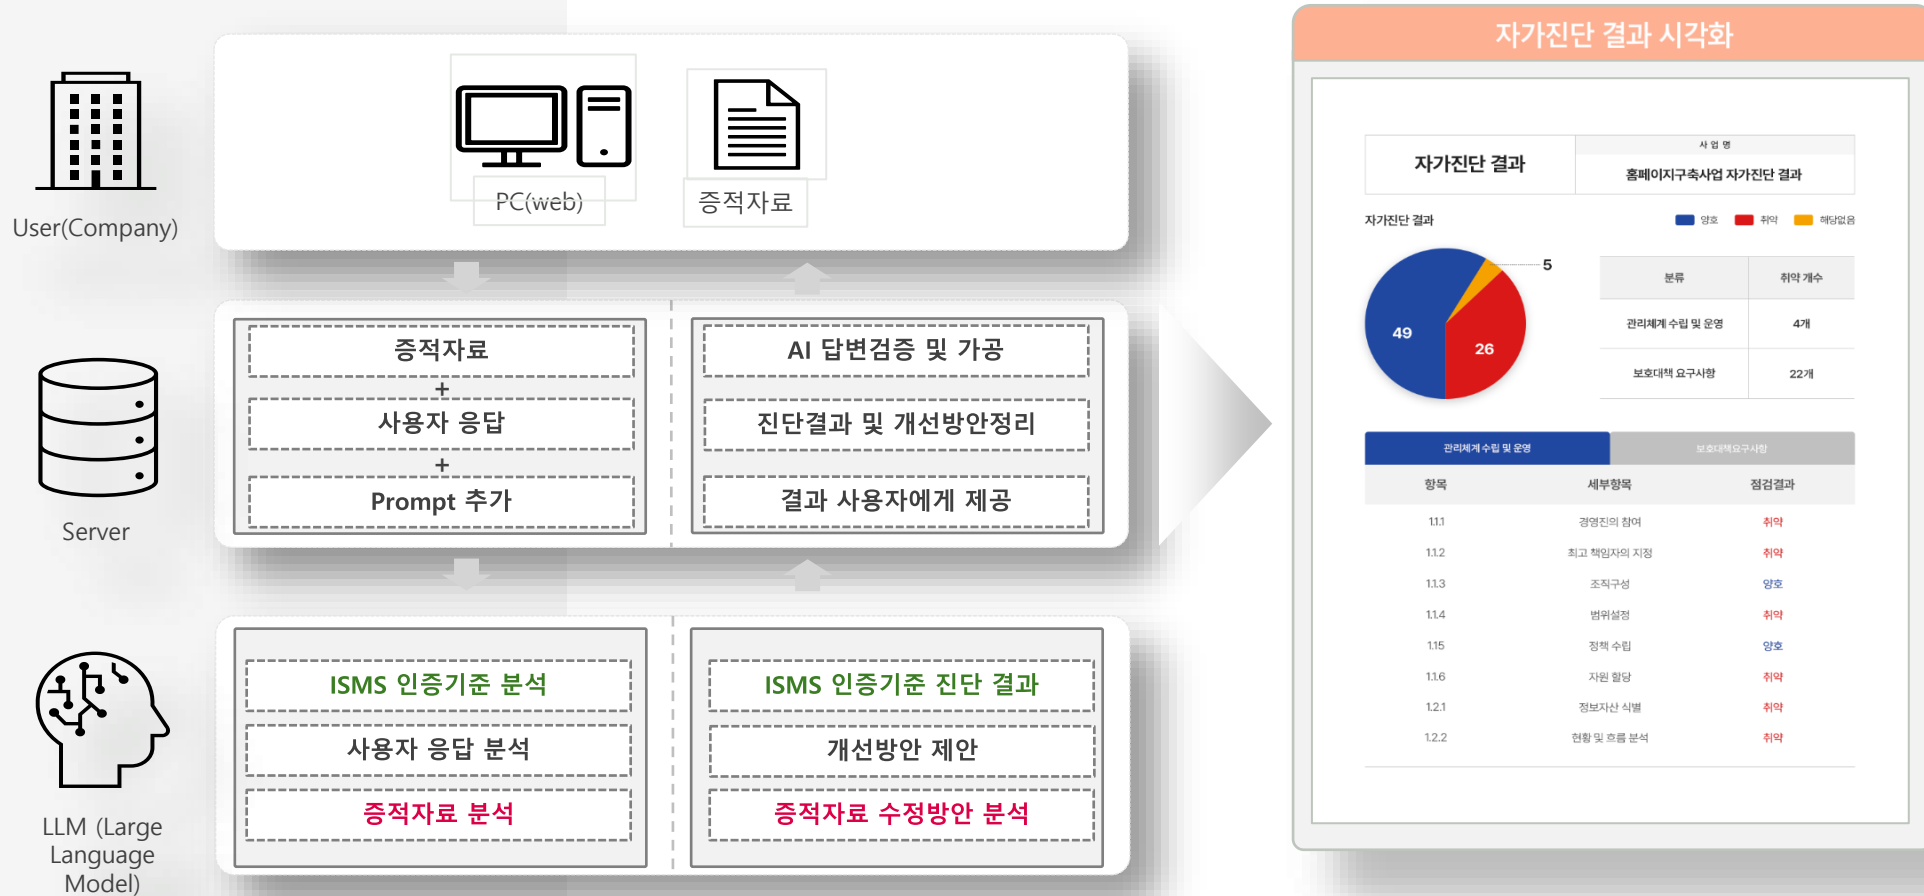 User(Company)
PC(web)
증적자료
Server
증적자료
+
사용자 응답
+
Prompt 추가
AI 답변검증 및 가공
진단결과 및 개선방안정리
결과 사용자에게 제공
LLM (Large
Language
Model)
ISMS 인증기준 분석
사용자 응답 분석
증적자료 분석
ISMS 인증기준 진단 결과
개선방안 제안
증적자료 수정방안 분석
자가진단 결과 시각화
자가진단 결과
사 업 명
홈페이지구축사업 자가진단 결과
자가진단 결과
양호 취약 해당없음
5
49
26
분류 취약 개수
관리체계 수립 및 운영 4개
보호대책 요구사항 22개
관리체계 수립 및 운영 보호대책요구사항
항목 세부항목 점검결과
1.1.1 경영진의 참여 취약
1.1.2 최고 책임자의 지정 취약
1.1.3 조직구성 양호
1.1.4 범위설정 취약
1.15 정책 수립 양호
1.1.6 자원 할당 취약
1.2.1 정보자산 식별 취약
1.2.2 현황 및 흐름 분석 취약